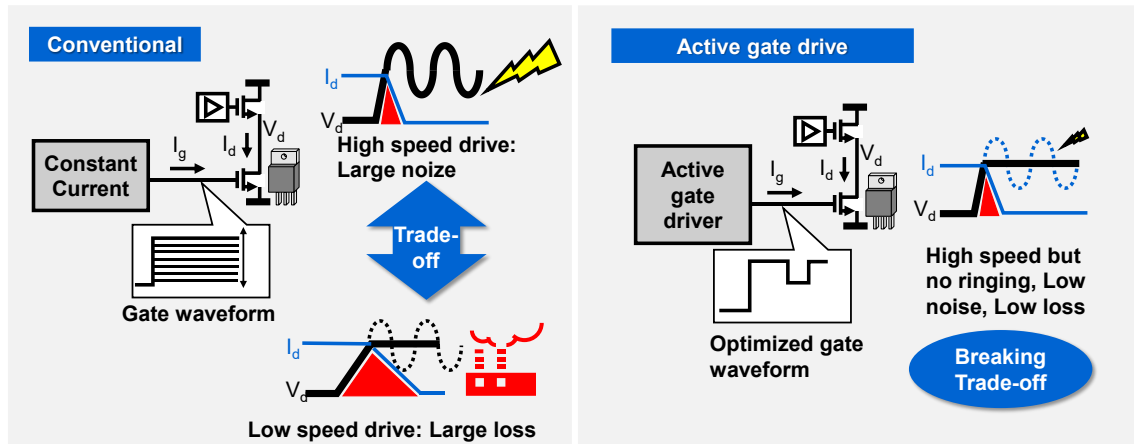 Conventional
I_d
V_d
High speed drive:
Large noize
V_d
I_g
I_d
Constant
Current
Trade-
off
Gate waveform
I_d
V_d
Low speed drive: Large loss
Active gate drive
V_d
I_g
I_d
Active
gate
driver
I_d
V_d
High speed but
no ringing, Low
noise, Low loss
Optimized gate
waveform
Breaking
Trade-off